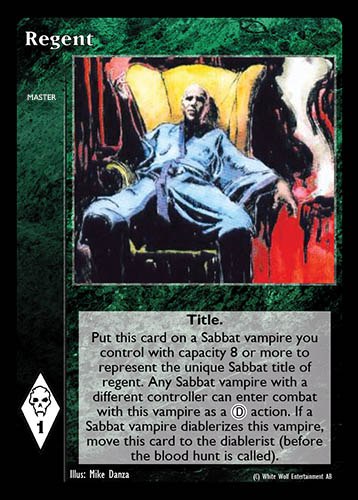 Regent
MASTER
Title.
Put this card on a Sabbat vampire you
control with capacity 8 or more to
represent the unique Sabbat title of
regent. Any Sabbat vampire with a
different controller can enter combat
with this vampire as a Ⓓ action. If a
Sabbat vampire diablerizes this vampire,
move this card to the diablerist (before
the blood hunt is called).
1
Illus: Mike Danza
(C) White Wolf Entertainment AB